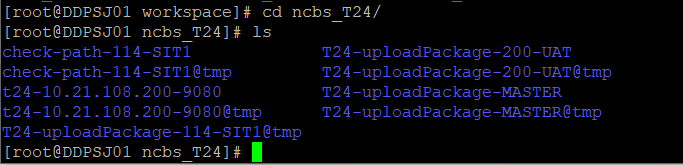 [root@DDPSJ01 workspace]# cd ncbs_T24/
[root@DDPSJ01 ncbs_T24]# ls
check-path-114-SIT1 T24-uploadPackage-200-UAT
check-path-114-SIT1@tmp T24-uploadPackage-200-UAT@tmp
t24-10.21.108.200-9080 T24-uploadPackage-MASTER
t24-10.21.108.200-9080@tmp T24-uploadPackage-MASTER@tmp
T24-uploadPackage-114-SIT1@tmp
[root@DDPSJ01 ncbs_T24]#